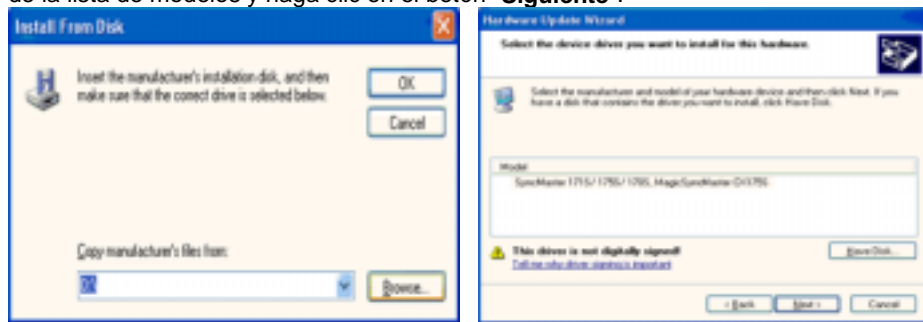 de la lista de modelos y haga clic en el botón "Siguiente".
Install From Disk
Insert the manufacturer's installation disk, and then
make sure that the correct drive is selected below.
OK
Cancel
Copy manufacturer's files from:
Browse...
Hardware Update Wizard
Select the device driver you want to install for this hardware.
Select the manufacturer and model of your hardware device and then click Next. If you
have a disk that contains the driver you want to install, click Have Disk.
Model
This driver is not digitally signed!
Tell me why driver signing is important
Have Disk...
< Back
Next >
Cancel